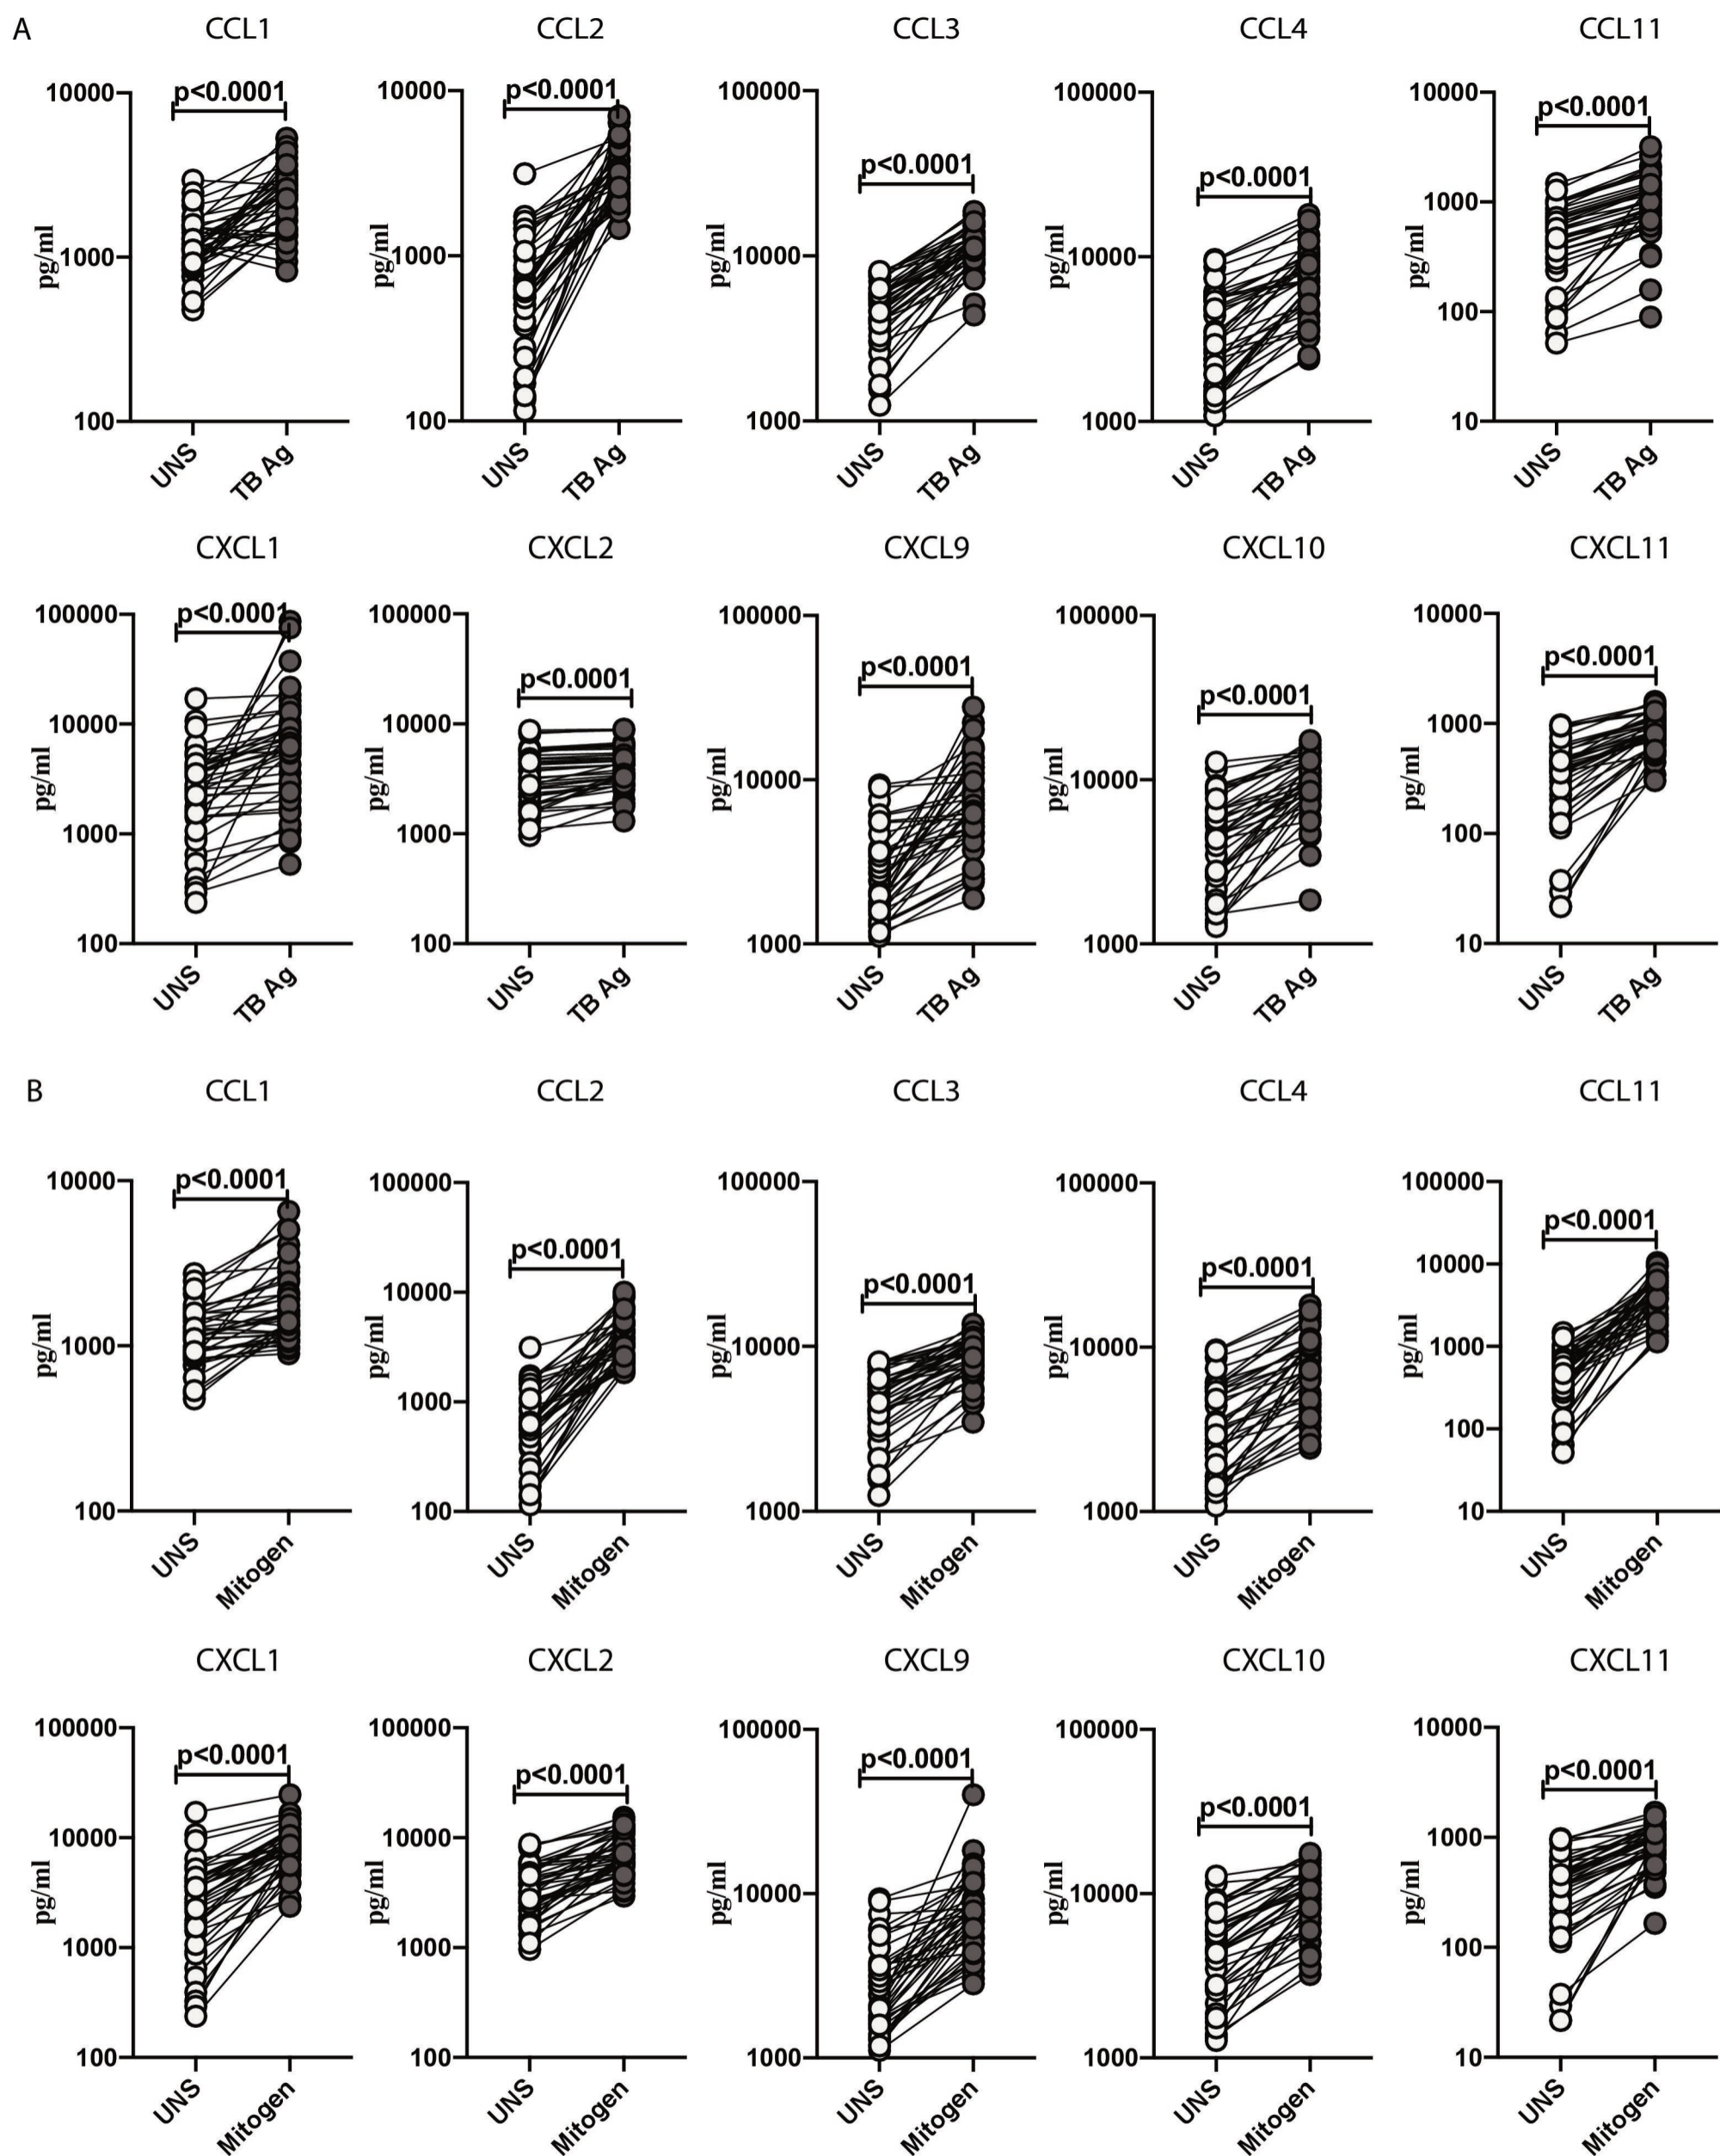 A
CCL1 CCL2 CCL3 CCL4 CCL11
10000 1000 100 pg/ml p<0.0001 UNS TB Ag
10000 1000 100 pg/ml p<0.0001 UNS TB Ag
100000 10000 1000 pg/ml p<0.0001 UNS TB Ag
100000 10000 1000 pg/ml p<0.0001 UNS TB Ag
10000 1000 100 10 pg/ml p<0.0001 UNS TB Ag
CXCL1 CXCL2 CXCL9 CXCL10 CXCL11
100000 10000 1000 100 pg/ml p<0.0001 UNS TB Ag
100000 10000 1000 100 pg/ml p<0.0001 UNS TB Ag
100000 10000 1000 pg/ml p<0.0001 UNS TB Ag
100000 10000 1000 pg/ml p<0.0001 UNS TB Ag
10000 1000 100 10 pg/ml p<0.0001 UNS TB Ag
B
CCL1 CCL2 CCL3 CCL4 CCL11
10000 1000 100 pg/ml p<0.0001 UNS Mitogen
100000 10000 1000 100 pg/ml p<0.0001 UNS Mitogen
100000 10000 1000 pg/ml p<0.0001 UNS Mitogen
100000 10000 1000 pg/ml p<0.0001 UNS Mitogen
100000 10000 1000 100 10 pg/ml p<0.0001 UNS Mitogen
CXCL1 CXCL2 CXCL9 CXCL10 CXCL11
100000 10000 1000 100 pg/ml p<0.0001 UNS Mitogen
100000 10000 1000 100 pg/ml p<0.0001 UNS Mitogen
100000 10000 1000 pg/ml p<0.0001 UNS Mitogen
100000 10000 1000 pg/ml p<0.0001 UNS Mitogen
10000 1000 100 10 pg/ml p<0.0001 UNS Mitogen